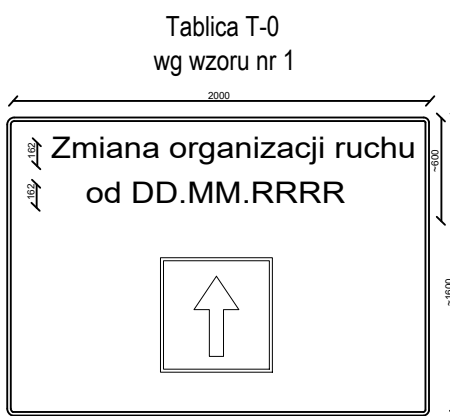 Tablica T-0
wg wzoru nr 1
2000
162 Zmiana organizacji ruchu ~600
162 od DD.MM.RRRR
~1600